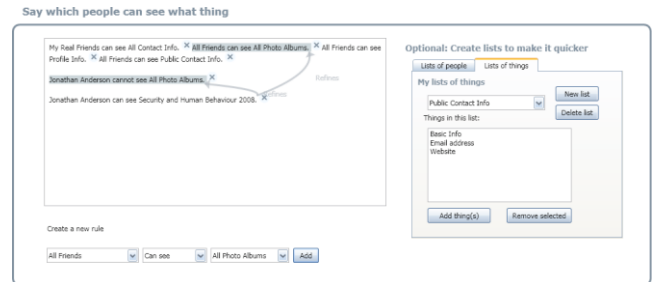 Say which people can see what thing
My Real Friends can see All Contact Info. × All Friends can see All Photo Albums. × All Friends can see
Profile Info. × All Friends can see Public Contact Info. ×
Refines
Jonathan Anderson cannot see All Photo Albums. ×
Refines
Jonathan Anderson can see Security and Human Behaviour 2008. ×
Create a new rule
All Friends Can see All Photo Albums Add
Optional: Create lists to make it quicker
Lists of people Lists of things
My lists of things
Public Contact Info New list
Delete list
Things in this list:
Basic Info
Email address
Website
Add thing(s) Remove selected